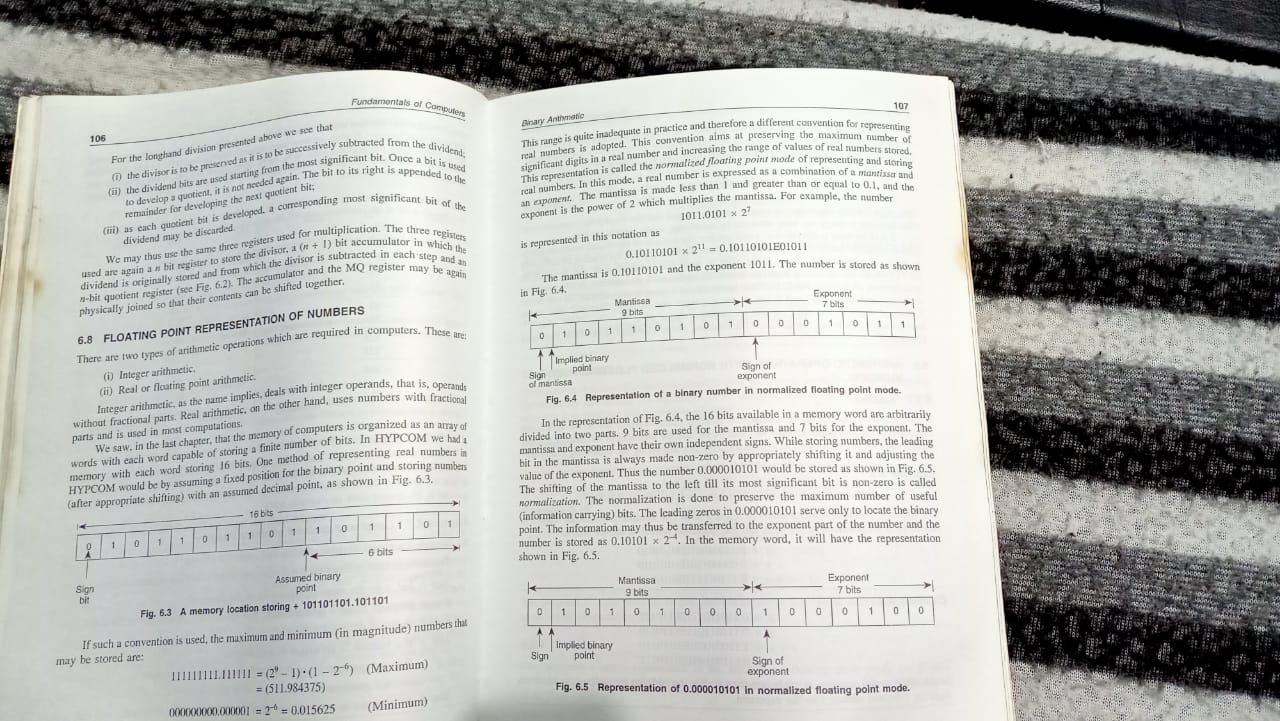 106
Fundamentals of Computers
For the longhand division presented above we see that
(i) the divisor is to be preserved as it is to be successively subtracted from the dividend;
(ii) the dividend bits are used starting from the most significant bit. Once a bit is used
to develop a quotient, it is not needed again. The bit to its right is appended to the
remainder for developing the next quotient bit;
(iii) as each quotient bit is developed, a corresponding most significant bit of the
dividend may be discarded.
We may thus use the same three registers used for multiplication. The three registers
used are again a n bit register to store the divisor, a (n + 1) bit accumulator in which the
dividend is originally stored and from which the divisor is subtracted in each step and an
n-bit quotient register (see Fig. 6.2). The accumulator and the MQ register may be again
physically joined so that their contents can be shifted together.
6.8 FLOATING POINT REPRESENTATION OF NUMBERS
There are two types of arithmetic operations which are required in computers. These are:
(i) Integer arithmetic.
(ii) Real or floating point arithmetic.
Integer arithmetic, as the name implies, deals with integer operands, that is, operands
without fractional parts. Real arithmetic, on the other hand, uses numbers with fractional
parts and is used in most computations.
We saw, in the last chapter, that the memory of computers is organized as an array of
words with each word capable of storing a finite number of bits. In HYPCOM we had a
memory with each word storing 16 bits. One method of representing real numbers in
HYPCOM would be by assuming a fixed position for the binary point and storing numbers
(after appropriate shifting) with an assumed decimal point, as shown in Fig. 6.3.
16 bits
0 1 0 1 1 0 1 1 0 1 1 0 1 1 0 1
6 bits
Sign
bit
Assumed binary
point
Fig. 6.3 A memory location storing + 101101101.101101
If such a convention is used, the maximum and minimum (in magnitude) numbers that
may be stored are:
111111111.111111 = (2⁹ – 1)·(1 – 2⁻⁶) (Maximum)
= (511.984375)
000000000.000001 = 2⁻⁶ = 0.015625 (Minimum)
Binary Arithmetic
107
This range is quite inadequate in practice and therefore a different convention for representing
real numbers is adopted. This convention aims at preserving the maximum number of
significant digits in a real number and increasing the range of values of real numbers stored.
This representation is called the normalized floating point mode of representing and storing
real numbers. In this mode, a real number is expressed as a combination of a mantissa and
an exponent. The mantissa is made less than 1 and greater than or equal to 0.1, and the
exponent is the power of 2 which multiplies the mantissa. For example, the number
1011.0101 × 2⁷
is represented in this notation as
0.10110101 × 2¹¹ = 0.10110101E01011
The mantissa is 0.10110101 and the exponent 1011. The number is stored as shown
in Fig. 6.4.
Mantissa
9 bits
Exponent
7 bits
0 1 0 1 1 0 1 0 1 0 0 0 1 0 1 1
Sign
of mantissa
Implied binary
point
Sign of
exponent
Fig. 6.4 Representation of a binary number in normalized floating point mode.
In the representation of Fig. 6.4, the 16 bits available in a memory word are arbitrarily
divided into two parts. 9 bits are used for the mantissa and 7 bits for the exponent. The
mantissa and exponent have their own independent signs. While storing numbers, the leading
bit in the mantissa is always made non-zero by appropriately shifting it and adjusting the
value of the exponent. Thus the number 0.000010101 would be stored as shown in Fig. 6.5.
The shifting of the mantissa to the left till its most significant bit is non-zero is called
normalization. The normalization is done to preserve the maximum number of useful
(information carrying) bits. The leading zeros in 0.000010101 serve only to locate the binary
point. The information may thus be transferred to the exponent part of the number and the
number is stored as 0.10101 × 2⁻⁴. In the memory word, it will have the representation
shown in Fig. 6.5.
Mantissa
9 bits
Exponent
7 bits
0 1 0 1 0 1 0 0 0 1 0 0 0 1 0 0
Sign
Implied binary
point
Sign of
exponent
Fig. 6.5 Representation of 0.000010101 in normalized floating point mode.